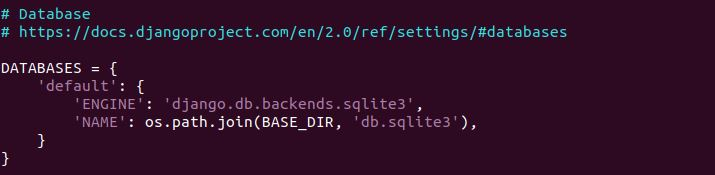 # Database
# https://docs.djangoproject.com/en/2.0/ref/settings/#databases
DATABASES = {
    'default': {
        'ENGINE': 'django.db.backends.sqlite3',
        'NAME': os.path.join(BASE_DIR, 'db.sqlite3'),
    }
}